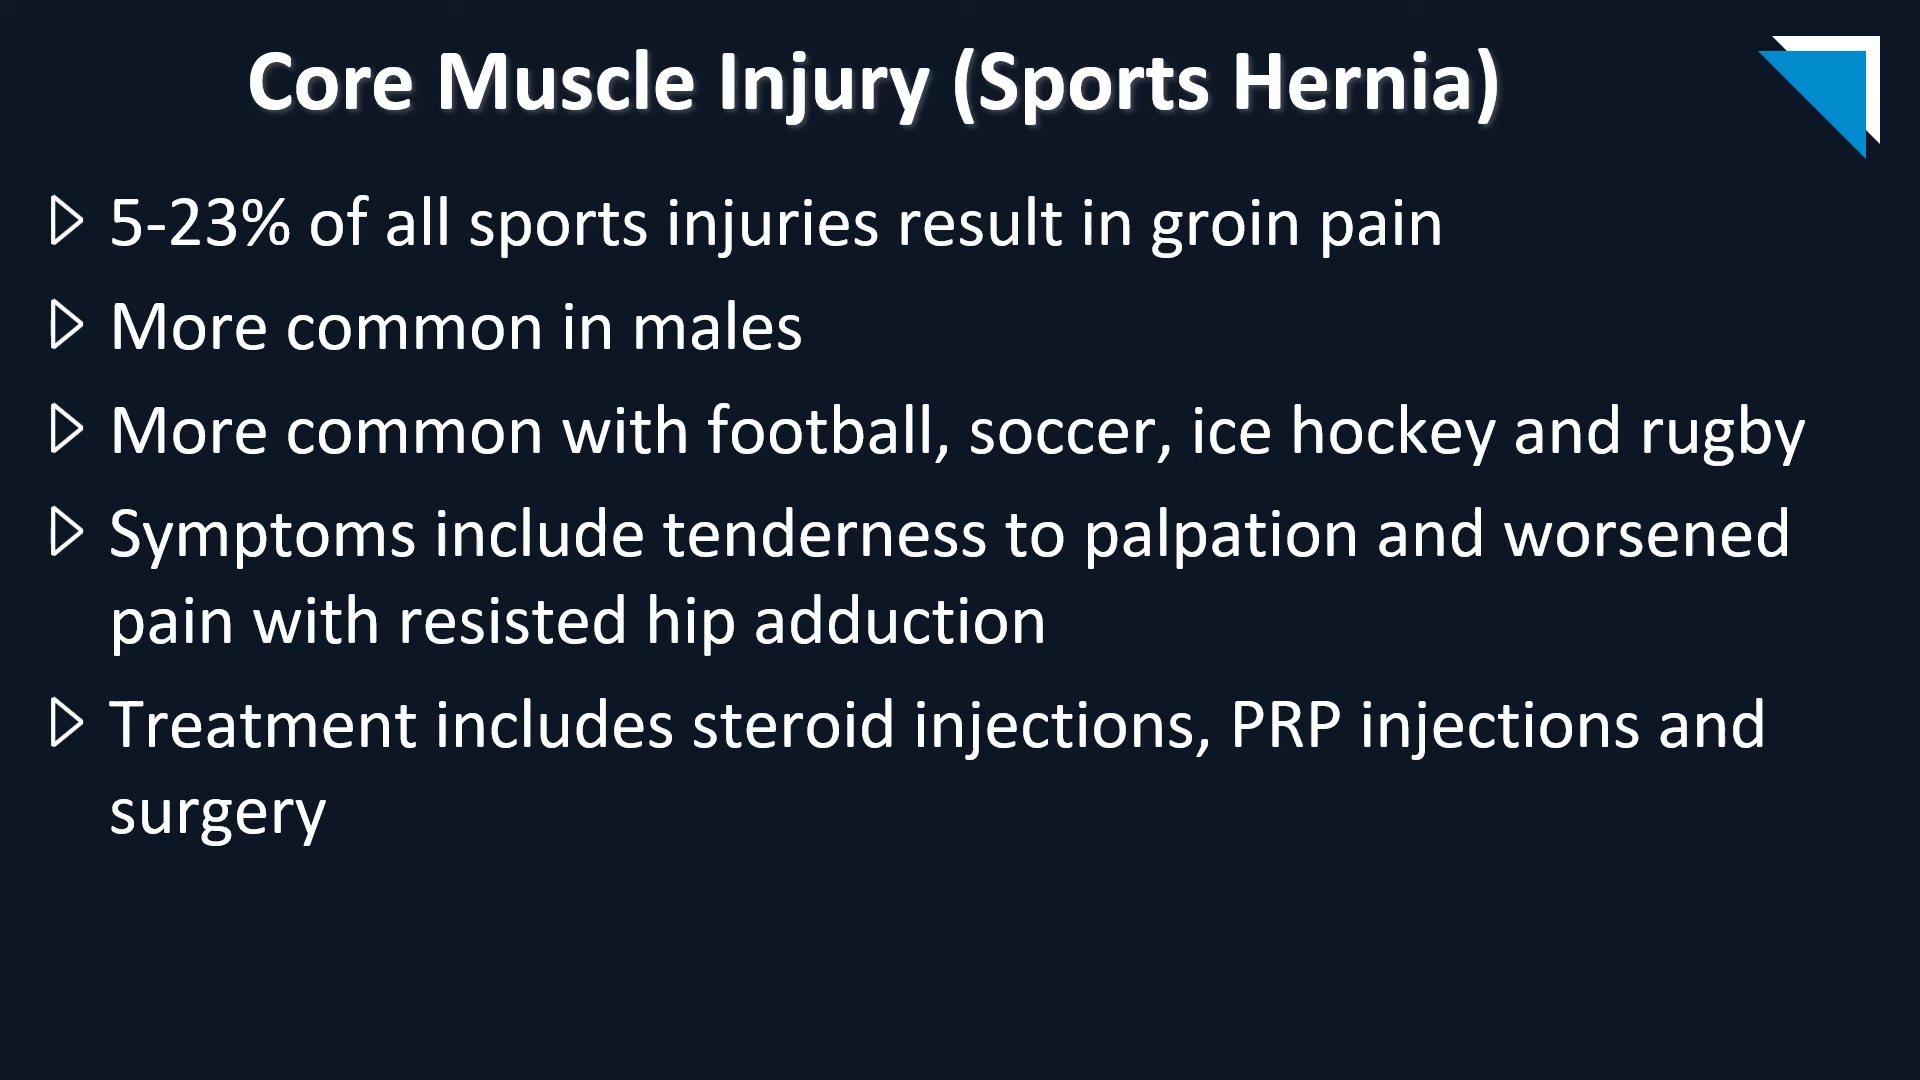 Core Muscle Injury (Sports Hernia)
5-23% of all sports injuries result in groin pain
More common in males
More common with football, soccer, ice hockey and rugby
Symptoms include tenderness to palpation and worsened
pain with resisted hip adduction
Treatment includes steroid injections, PRP injections and
surgery